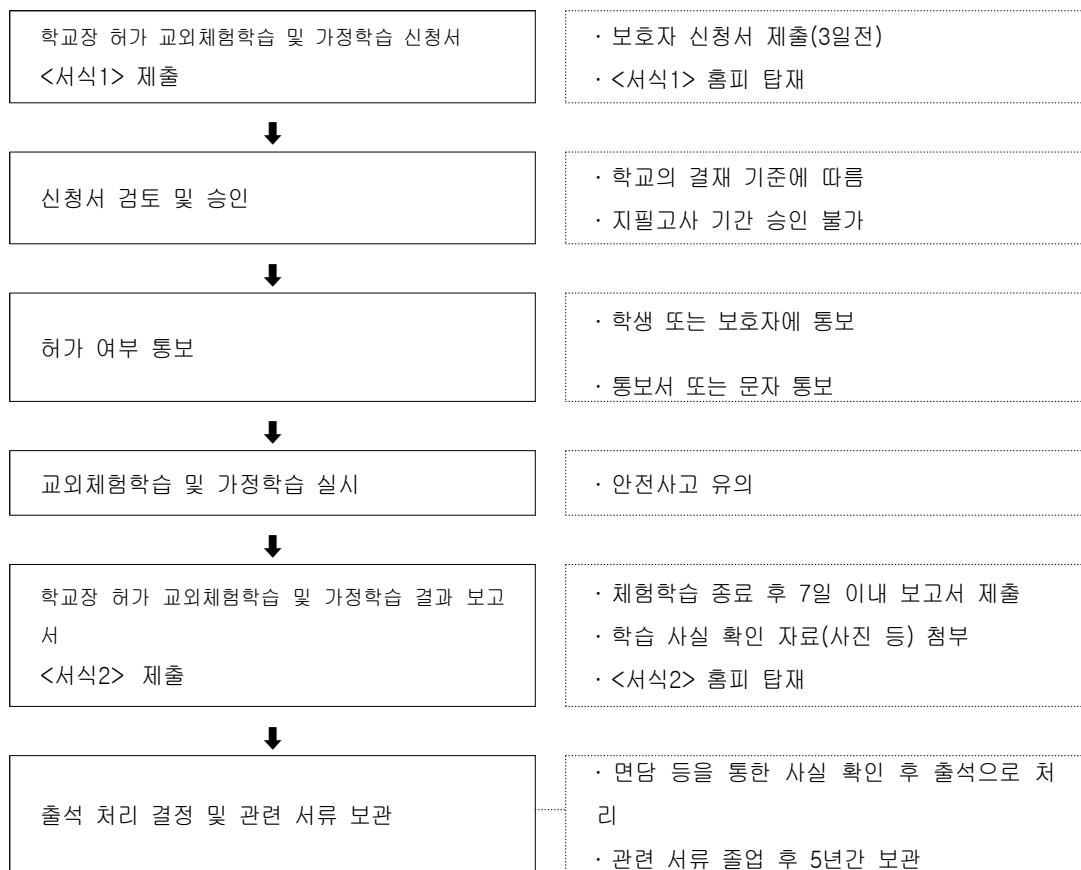 학교장 허가 교외체험학습 및 가정학습 신청서
<서식1> 제출
· 보호자 신청서 제출(3일전)
· <서식1> 홈피 탑재
신청서 검토 및 승인
· 학교의 결재 기준에 따름
· 지필고사 기간 승인 불가
허가 여부 통보
· 학생 또는 보호자에 통보
· 통보서 또는 문자 통보
교외체험학습 및 가정학습 실시
· 안전사고 유의
학교장 허가 교외체험학습 및 가정학습 결과 보고
서
<서식2> 제출
· 체험학습 종료 후 7일 이내 보고서 제출
· 학습 사실 확인 자료(사진 등) 첨부
· <서식2> 홈피 탑재
출석 처리 결정 및 관련 서류 보관
· 면담 등을 통한 사실 확인 후 출석으로 처
리
· 관련 서류 졸업 후 5년간 보관